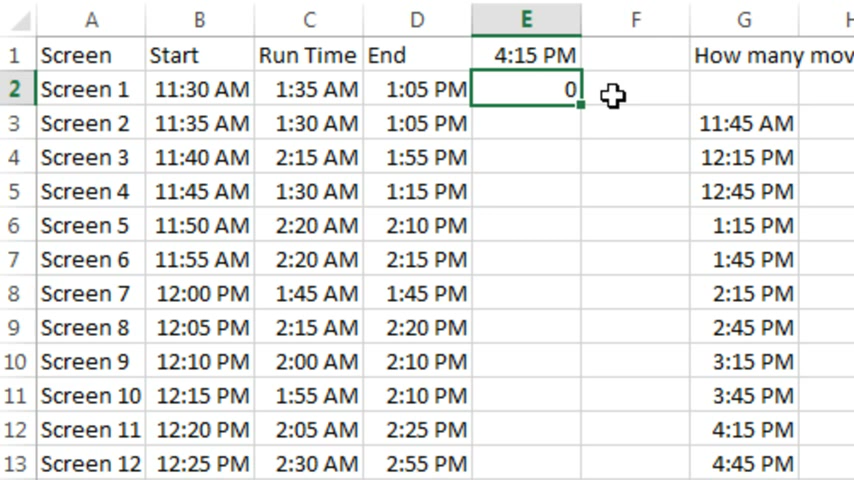 A B C D E F G H
1 Screen Start Run Time End 4:15 PM How many mov
2 Screen 1 11:30 AM 1:35 AM 1:05 PM 0
3 Screen 2 11:35 AM 1:30 AM 1:05 PM 11:45 AM
4 Screen 3 11:40 AM 2:15 AM 1:55 PM 12:15 PM
5 Screen 4 11:45 AM 1:30 AM 1:15 PM 12:45 PM
6 Screen 5 11:50 AM 2:20 AM 2:10 PM 1:15 PM
7 Screen 6 11:55 AM 2:20 AM 2:15 PM 1:45 PM
8 Screen 7 12:00 PM 1:45 AM 1:45 PM 2:15 PM
9 Screen 8 12:05 PM 2:15 AM 2:20 PM 2:45 PM
10 Screen 9 12:10 PM 2:00 AM 2:10 PM 3:15 PM
11 Screen 10 12:15 PM 1:55 AM 2:10 PM 3:45 PM
12 Screen 11 12:20 PM 2:05 AM 2:25 PM 4:15 PM
13 Screen 12 12:25 PM 2:30 AM 2:55 PM 4:45 PM